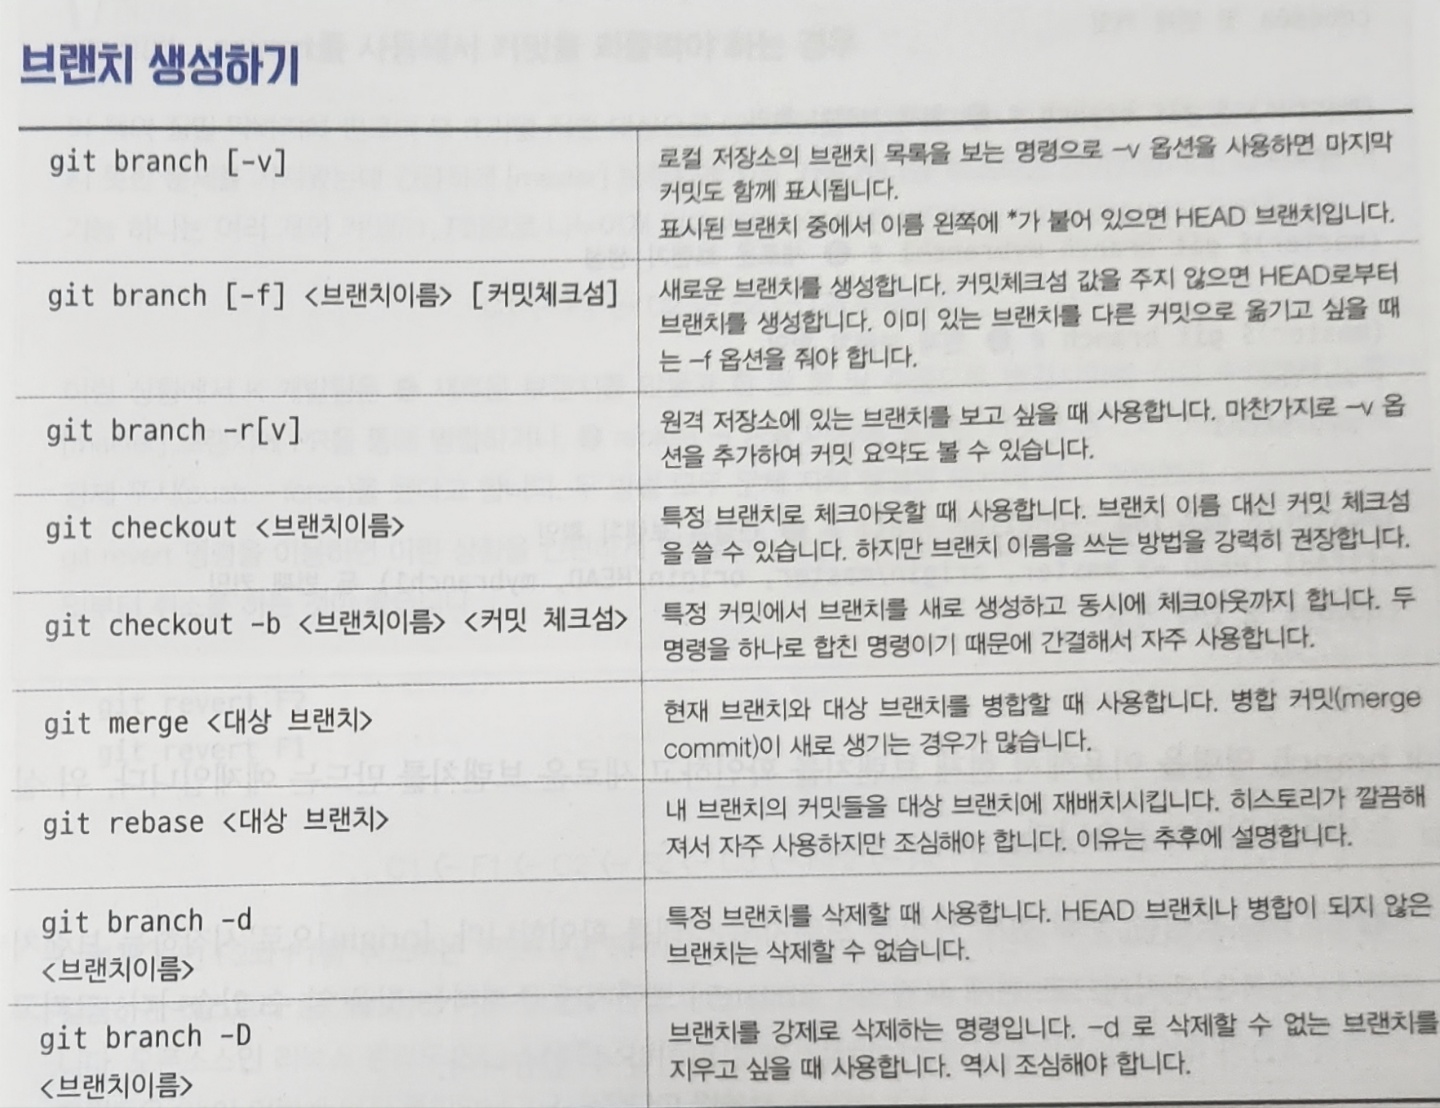 브랜치 생성하기
git branch [-v]
로컬 저장소의 브랜치 목록을 보는 명령으로 -v 옵션을 사용하면 마지막
커밋도 함께 표시됩니다.
표시된 브랜치 중에서 이름 왼쪽에 *가 붙어 있으면 HEAD 브랜치입니다.
git branch [-f] <브랜치이름> [커밋체크섬]
새로운 브랜치를 생성합니다. 커밋체크섬 값을 주지 않으면 HEAD로부터
브랜치를 생성합니다. 이미 있는 브랜치를 다른 커밋으로 옮기고 싶을 때
는 -f 옵션을 줘야 합니다.
git branch -r[v]
원격 저장소에 있는 브랜치를 보고 싶을 때 사용합니다. 마찬가지로 -v 옵
션을 추가하여 커밋 요약도 볼 수 있습니다.
git checkout <브랜치이름>
특정 브랜치로 체크아웃할 때 사용합니다. 브랜치 이름 대신 커밋 체크섬
을 쓸 수 있습니다. 하지만 브랜치 이름을 쓰는 방법을 강력히 권장합니다.
git checkout -b <브랜치이름> <커밋 체크섬>
특정 커밋에서 브랜치를 새로 생성하고 동시에 체크아웃까지 합니다. 두
명령을 하나로 합친 명령이기 때문에 간결해서 자주 사용합니다.
git merge <대상 브랜치>
현재 브랜치와 대상 브랜치를 병합할 때 사용합니다. 병합 커밋(merge
commit)이 새로 생기는 경우가 많습니다.
git rebase <대상 브랜치>
내 브랜치의 커밋들을 대상 브랜치에 재배치시킵니다. 히스토리가 깔끔해
져서 자주 사용하지만 조심해야 합니다. 이유는 추후에 설명합니다.
git branch -d
<브랜치이름>
특정 브랜치를 삭제할 때 사용합니다. HEAD 브랜치나 병합이 되지 않은
브랜치는 삭제할 수 없습니다.
git branch -D
<브랜치이름>
브랜치를 강제로 삭제하는 명령입니다. -d 로 삭제할 수 없는 브랜치를
지우고 싶을 때 사용합니다. 역시 조심해야 합니다.